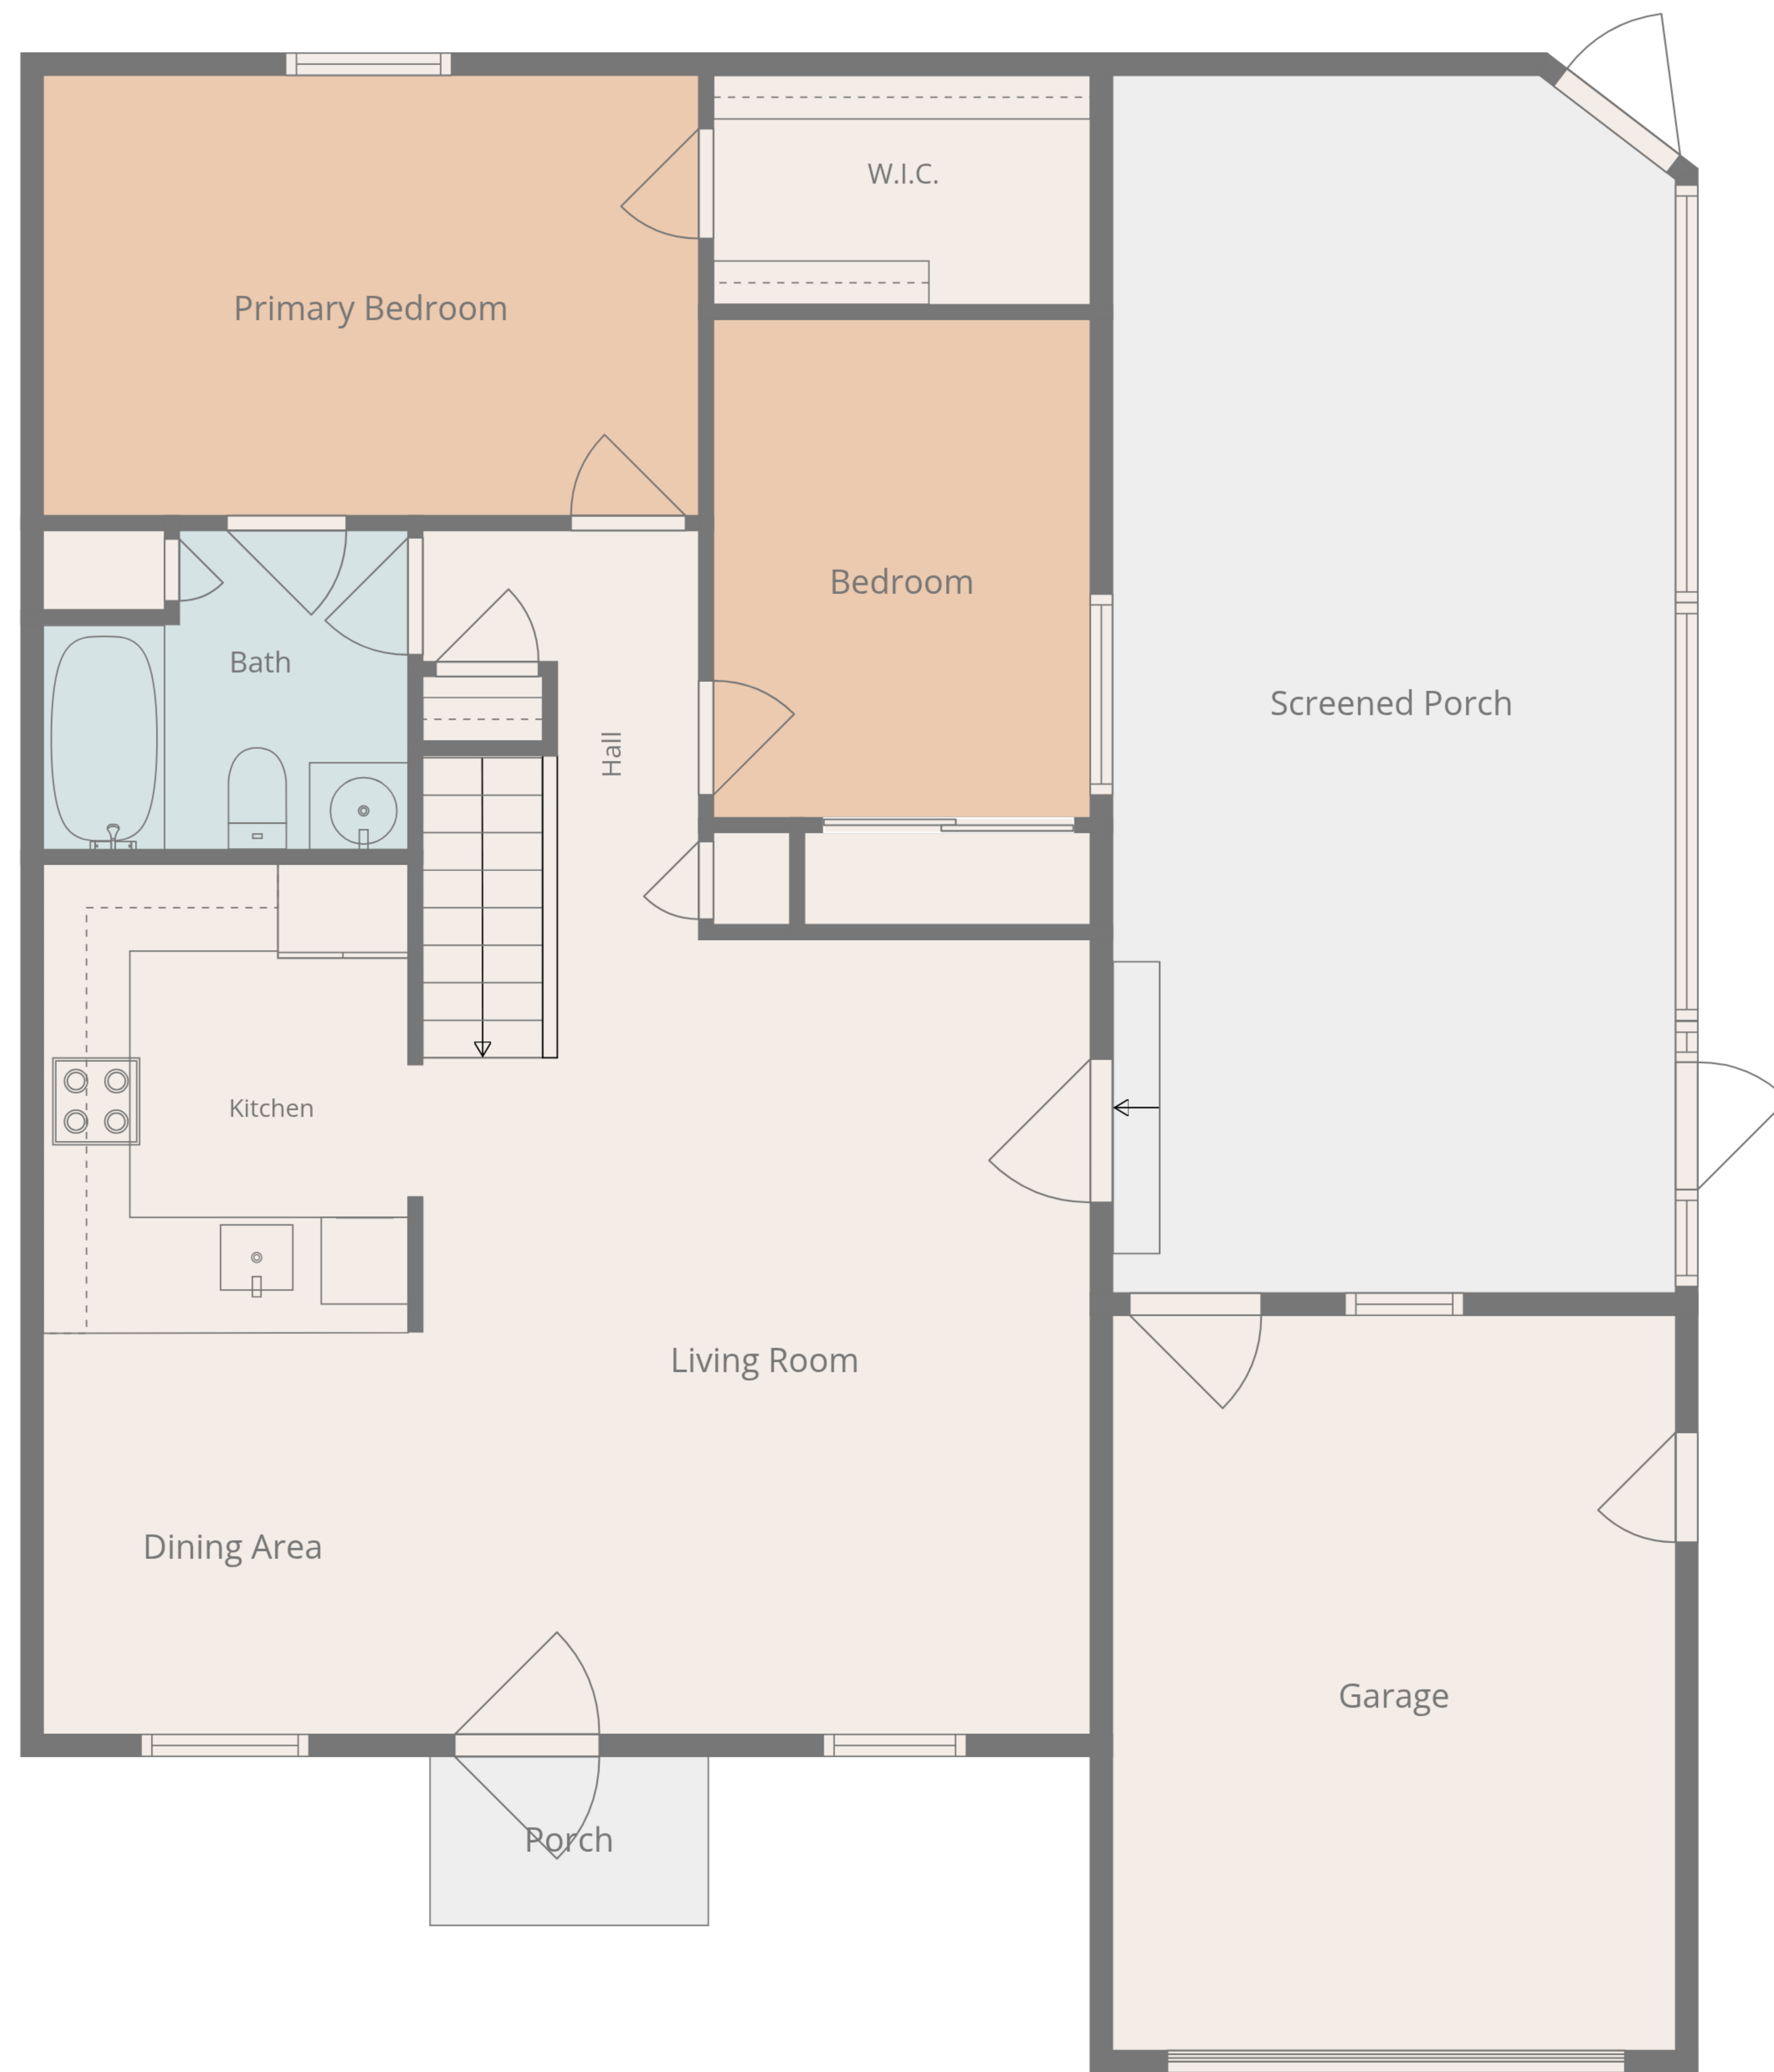 W.I.C.
Primary Bedroom
Bedroom
Bath
Screened Porch
Hall
Kitchen
Living Room
Dining Area
Garage
Porch